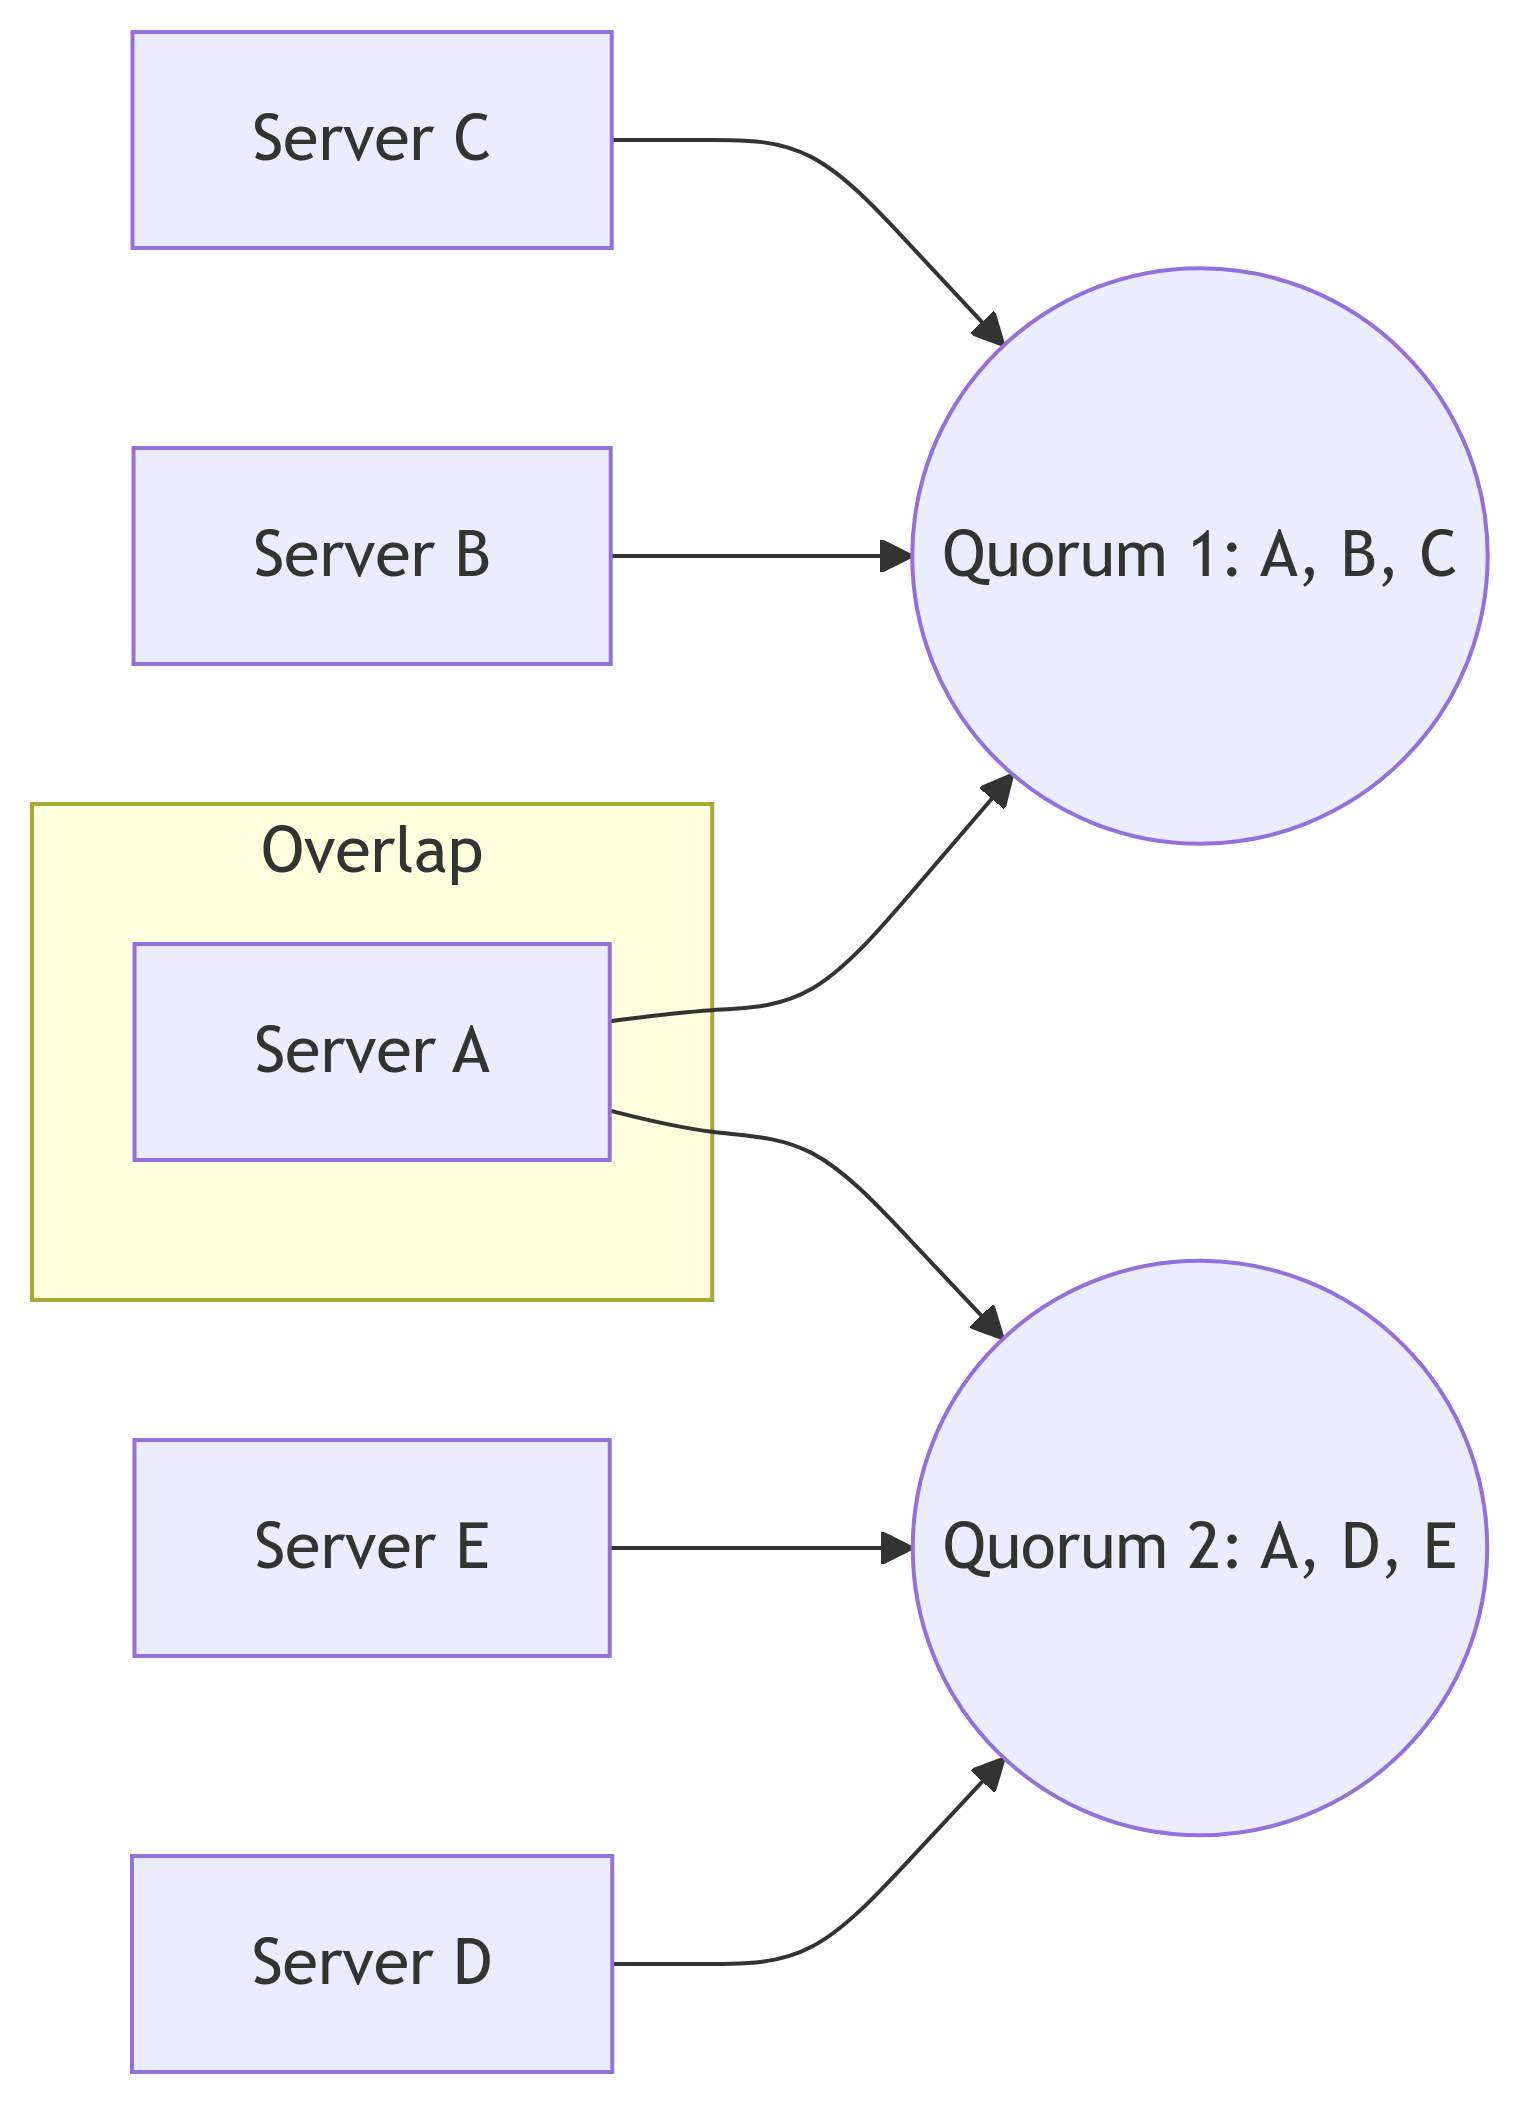 Server C
Server B
Quorum 1: A, B, C
Overlap
Server A
Server E
Quorum 2: A, D, E
Server D